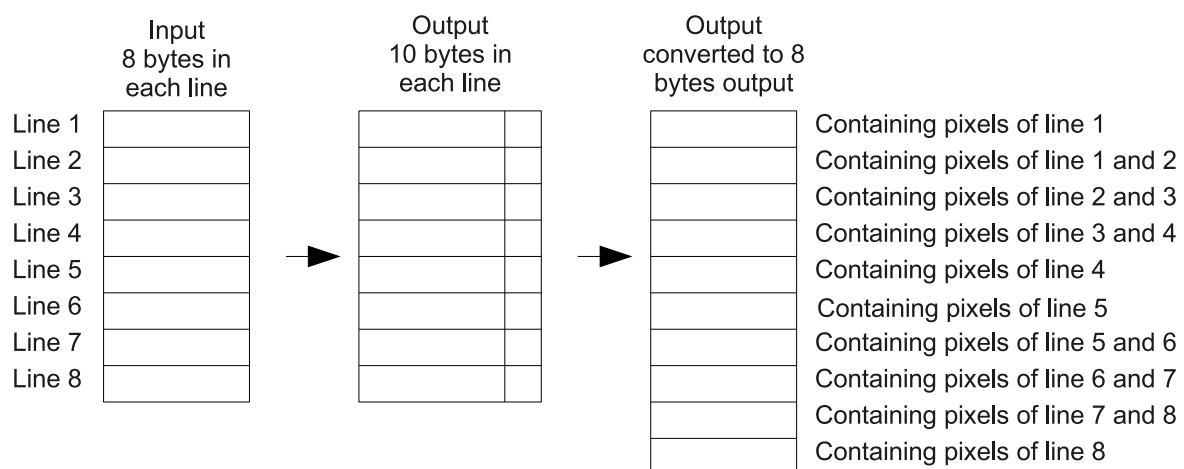 Input
8 bytes in
each line
Output
10 bytes in
each line
Output
converted to 8
bytes output
Line 1
Line 2
Line 3
Line 4
Line 5
Line 6
Line 7
Line 8
Containing pixels of line 1
Containing pixels of line 1 and 2
Containing pixels of line 2 and 3
Containing pixels of line 3 and 4
Containing pixels of line 4
Containing pixels of line 5
Containing pixels of line 5 and 6
Containing pixels of line 6 and 7
Containing pixels of line 7 and 8
Containing pixels of line 8